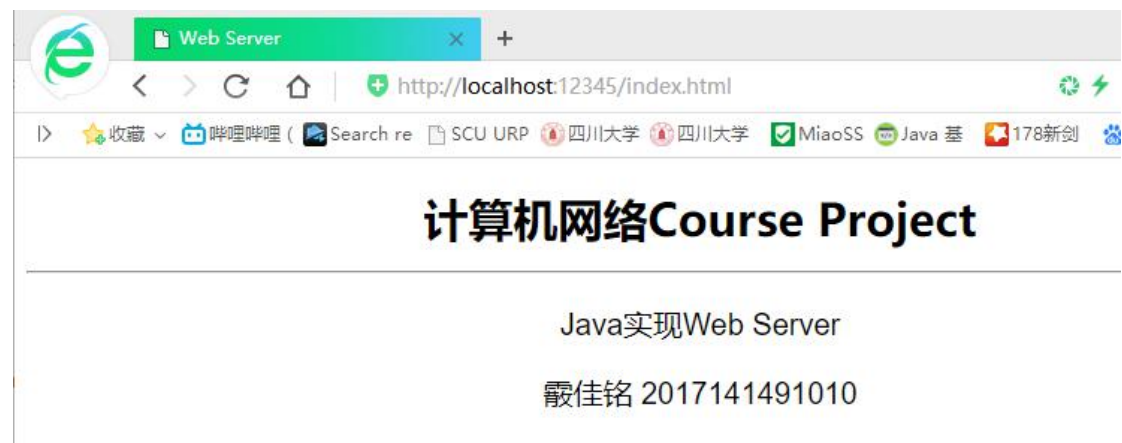 Web Server
http://localhost:12345/index.html
收藏 哔哩哔哩 ( Search re SCU URP 四川大学 四川大学 MiaoSS Java 基 178新剑
计算机网络Course Project
Java实现Web Server
霰佳铭 2017141491010